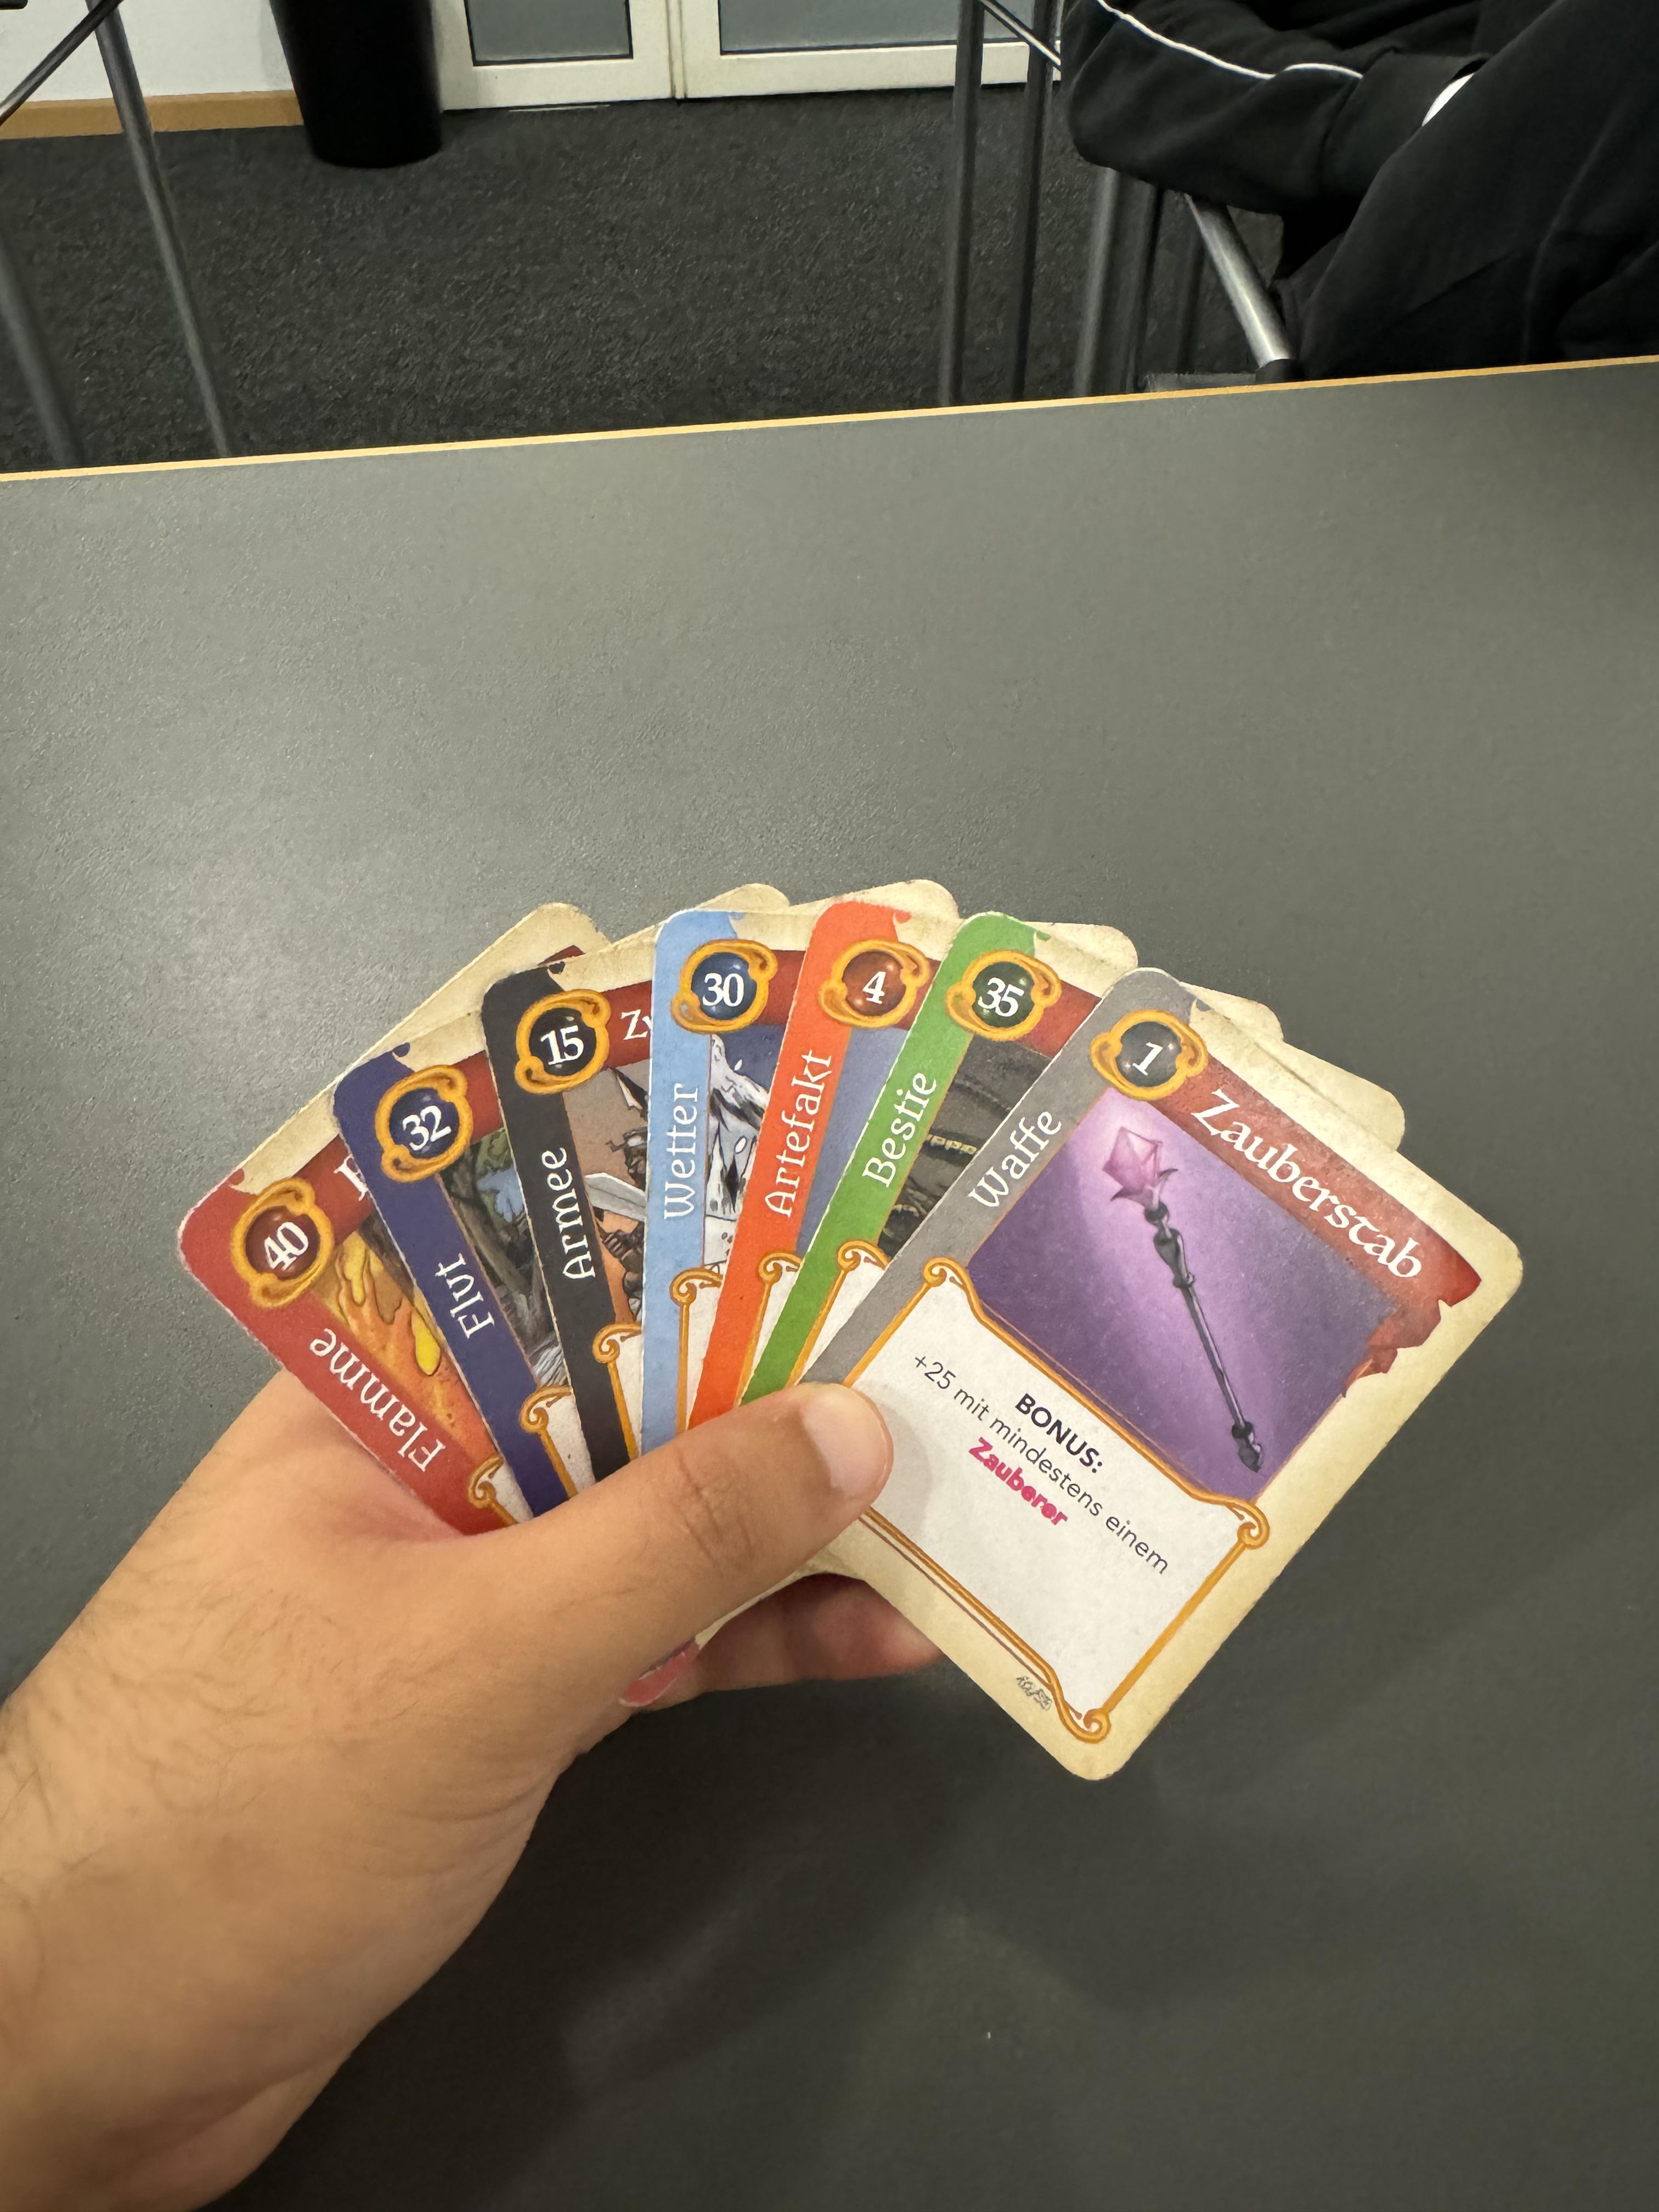 40
Flamme
32
Flut
15
Armee
30
Wetter
4
Artefakt
35
Bestie
1
Waffe
Zauberstab
BONUS:
+25 mit mindestens einem
Zauberer